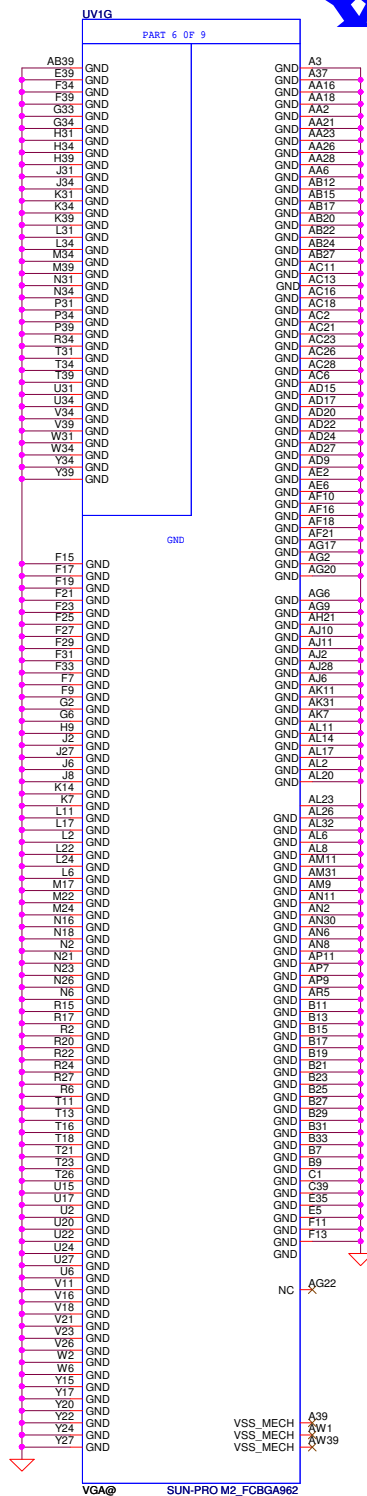 UV1G
PART 6 OF 9
AB39 GND
E39 GND
F34 GND
F39 GND
G33 GND
G34 GND
H31 GND
H34 GND
H39 GND
J31 GND
J34 GND
K31 GND
K34 GND
K39 GND
L31 GND
L34 GND
M34 GND
M39 GND
N31 GND
N34 GND
P31 GND
P34 GND
P39 GND
R34 GND
T31 GND
T34 GND
T39 GND
U31 GND
U34 GND
V34 GND
V39 GND
W31 GND
W34 GND
Y34 GND
Y39 GND
GND
F15 GND
F17 GND
F19 GND
F21 GND
F23 GND
F25 GND
F27 GND
F29 GND
F31 GND
F33 GND
F7 GND
F9 GND
G2 GND
G6 GND
H9 GND
J2 GND
J27 GND
J6 GND
J8 GND
K14 GND
K7 GND
L11 GND
L17 GND
L2 GND
L22 GND
L24 GND
L6 GND
M17 GND
M22 GND
M24 GND
N16 GND
N18 GND
N2 GND
N21 GND
N23 GND
N26 GND
N6 GND
R15 GND
R17 GND
R2 GND
R20 GND
R22 GND
R24 GND
R27 GND
R6 GND
T11 GND
T13 GND
T16 GND
T18 GND
T21 GND
T23 GND
T26 GND
U15 GND
U17 GND
U2 GND
U20 GND
U22 GND
U24 GND
U27 GND
U6 GND
V11 GND
V16 GND
V18 GND
V21 GND
V23 GND
V26 GND
W2 GND
W6 GND
Y15 GND
Y17 GND
Y20 GND
Y22 GND
Y24 GND
Y27 GND
GND A3
GND A37
GND AA16
GND AA18
GND AA2
GND AA21
GND AA23
GND AA26
GND AA28
GND AA6
GND AB12
GND AB15
GND AB17
GND AB20
GND AB22
GND AB24
GND AB27
GND AC11
GND AC13
GND AC16
GND AC18
GND AC2
GND AC21
GND AC23
GND AC26
GND AC28
GND AC6
GND AD15
GND AD17
GND AD20
GND AD22
GND AD24
GND AD27
GND AD9
GND AE2
GND AE6
GND AF10
GND AF16
GND AF18
GND AF21
GND AG17
GND AG2
GND AG20
GND AG6
GND AG9
GND AH21
GND AJ10
GND AJ11
GND AJ2
GND AJ28
GND AJ6
GND AK11
GND AK31
GND AK7
GND AL11
GND AL14
GND AL17
GND AL2
GND AL20
GND AL23
GND AL26
GND AL32
GND AL6
GND AL8
GND AM11
GND AM31
GND AM9
GND AN11
GND AN2
GND AN30
GND AN6
GND AN8
GND AP11
GND AP7
GND AP9
GND AR5
GND B11
GND B13
GND B15
GND B17
GND B19
GND B21
GND B23
GND B25
GND B27
GND B29
GND B31
GND B33
GND B7
GND B9
GND C1
GND C39
GND E35
GND E5
GND F11
GND F13
NC AG22
VSS_MECH A39
VSS_MECH AW1
VSS_MECH AW39
VGA@
SUN-PRO M2_FCBGA962